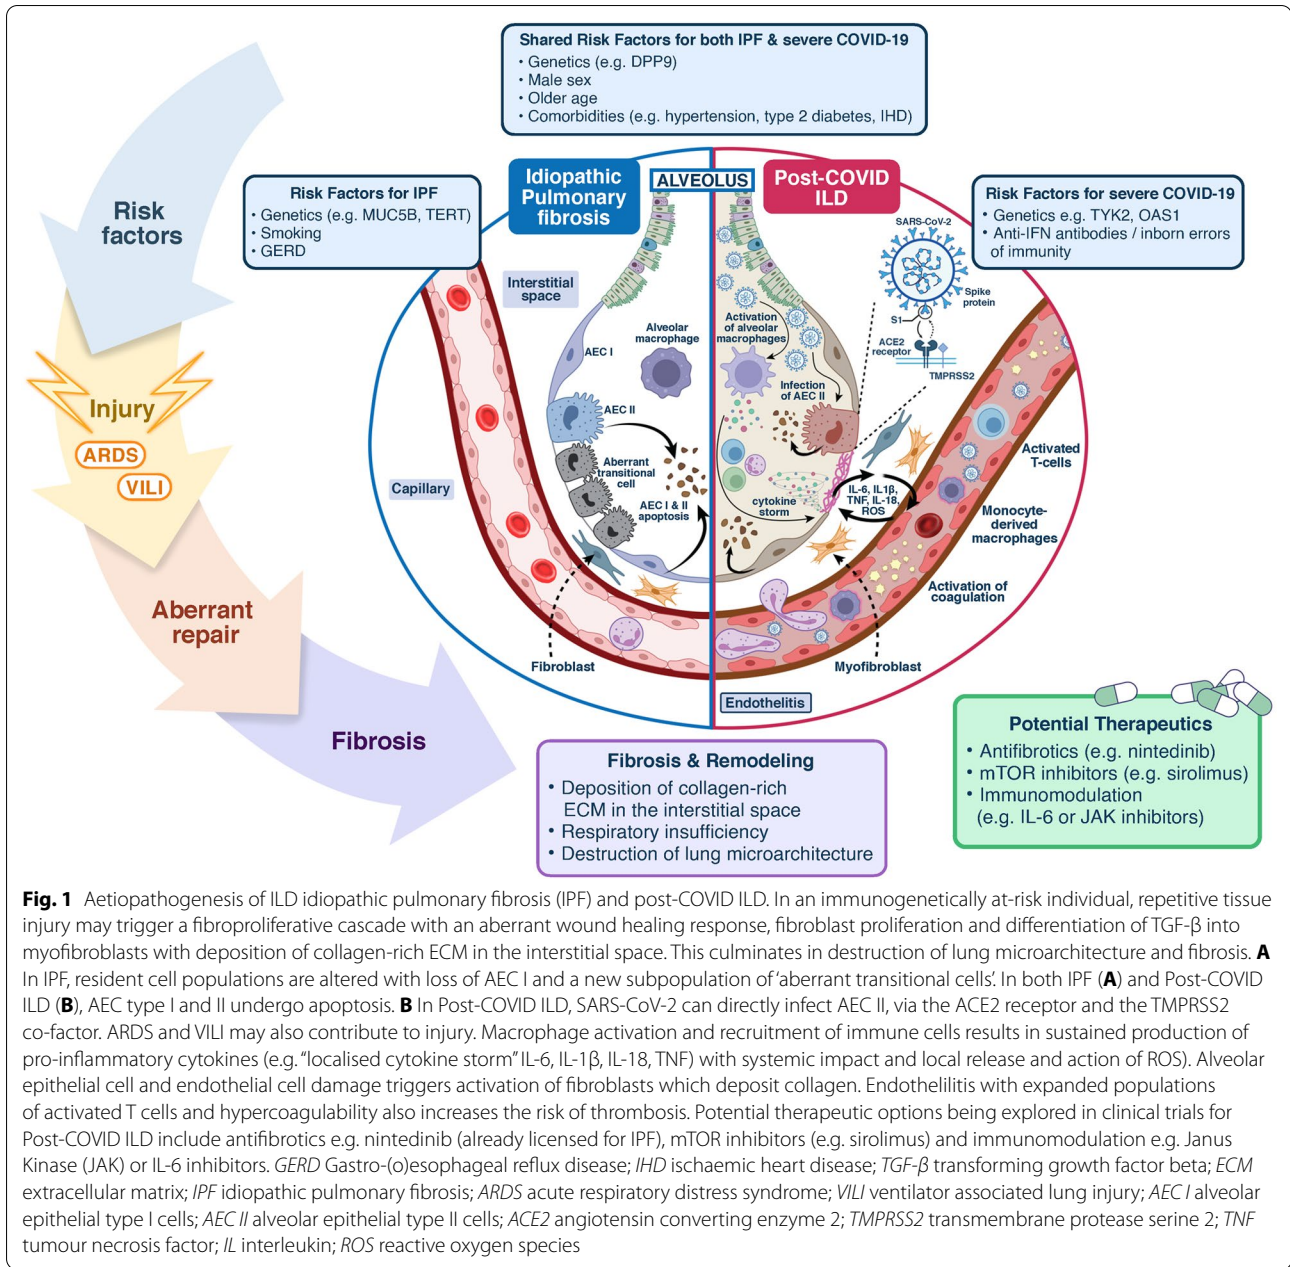 Shared Risk Factors for both IPF & severe COVID-19
• Genetics (e.g. DPP9)
• Male sex
• Older age
• Comorbidities (e.g. hypertension, type 2 diabetes, IHD)
Risk
factors
Risk Factors for IPF
• Genetics (e.g. MUC5B, TERT)
• Smoking
• GERD
Idiopathic
Pulmonary
fibrosis
ALVEOLUS
Post-COVID
ILD
Risk Factors for severe COVID-19
• Genetics e.g. TYK2, OAS1
• Anti-IFN antibodies / inborn errors
of immunity
SARS-CoV-2
Spike
protein
S1
ACE2
receptor
TMPRSS2
Interstitial
space
AEC I
Alveolar
macrophage
Activation
of alveolar
macrophages
Infection
of AEC II
Injury
ARDS
VILI
AEC II
Aberrant
transitional
cell
AEC I & II
apoptosis
Capillary
cytokine
storm
IL-6, IL1β,
TNF, IL-18,
ROS
Activated
T-cells
Monocyte-
derived
macrophages
Activation of
coagulation
Aberrant
repair
Fibroblast
Myofibroblast
Endothelitis
Fibrosis
Fibrosis & Remodeling
• Deposition of collagen-rich
ECM in the interstitial space
• Respiratory insufficiency
• Destruction of lung microarchitecture
Potential Therapeutics
• Antifibrotics (e.g. nintedinib)
• mTOR inhibitors (e.g. sirolimus)
• Immunomodulation
(e.g. IL-6 or JAK inhibitors)
Fig. 1 Aetiopathogenesis of ILD idiopathic pulmonary fibrosis (IPF) and post-COVID ILD. In an immunogenetically at-risk individual, repetitive tissue
injury may trigger a fibroproliferative cascade with an aberrant wound healing response, fibroblast proliferation and differentiation of TGF-β into
myofibroblasts with deposition of collagen-rich ECM in the interstitial space. This culminates in destruction of lung microarchitecture and fibrosis. A
In IPF, resident cell populations are altered with loss of AEC I and a new subpopulation of ‘aberrant transitional cells’. In both IPF (A) and Post-COVID
ILD (B), AEC type I and II undergo apoptosis. B In Post-COVID ILD, SARS-CoV-2 can directly infect AEC II, via the ACE2 receptor and the TMPRSS2
co-factor. ARDS and VILI may also contribute to injury. Macrophage activation and recruitment of immune cells results in sustained production of
pro-inflammatory cytokines (e.g. “localised cytokine storm” IL-6, IL-1β, IL-18, TNF) with systemic impact and local release and action of ROS). Alveolar
epithelial cell and endothelial cell damage triggers activation of fibroblasts which deposit collagen. Endothelilitis with expanded populations
of activated T cells and hypercoagulability also increases the risk of thrombosis. Potential therapeutic options being explored in clinical trials for
Post-COVID ILD include antifibrotics e.g. nintedinib (already licensed for IPF), mTOR inhibitors (e.g. sirolimus) and immunomodulation e.g. Janus
Kinase (JAK) or IL-6 inhibitors. GERD Gastro-(o)esophageal reflux disease; IHD ischaemic heart disease; TGF-β transforming growth factor beta; ECM
extracellular matrix; IPF idiopathic pulmonary fibrosis; ARDS acute respiratory distress syndrome; VILI ventilator associated lung injury; AEC I alveolar
epithelial type I cells; AEC II alveolar epithelial type II cells; ACE2 angiotensin converting enzyme 2; TMPRSS2 transmembrane protease serine 2; TNF
tumour necrosis factor; IL interleukin; ROS reactive oxygen species